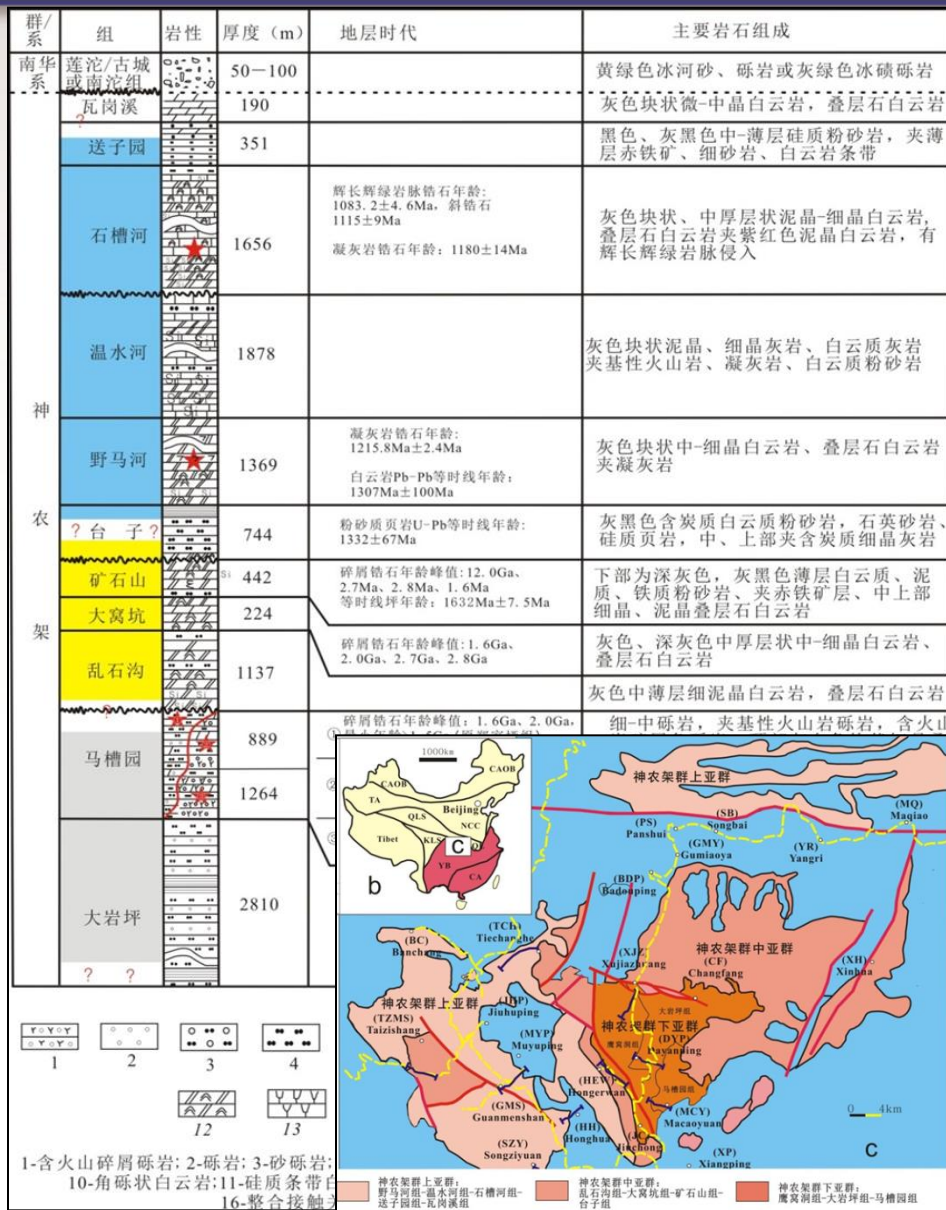 群/系 组 岩性 厚度（m） 地层时代 主要岩石组成
南华系 莲沱/古城或南沱组 50－100 黄绿色冰河砂、砾岩或灰绿色冰碛砾岩
瓦岗溪 190 灰色块状微-中晶白云岩，叠层石白云岩
?
送子园 351 黑色、灰黑色中-薄层硅质粉砂岩，夹薄
层赤铁矿、细砂岩、白云岩条带
辉长辉绿岩脉锆石年龄:
1083.2±4.6Ma，斜锆石
1115±9Ma
凝灰岩锆石年龄：1180±14Ma
石槽河 1656
灰色块状、中厚层状泥晶-细晶白云岩,
叠层石白云岩夹紫红色泥晶白云岩，有
辉长辉绿岩脉侵入
温水河 1878
灰色块状泥晶、细晶灰岩、白云质灰岩
夹基性火山岩、凝灰岩、白云质粉砂岩
神农架
野马河 1369
凝灰岩锆石年龄:
1215.8Ma±2.4Ma
白云岩Pb-Pb等时线年龄：
1307Ma±100Ma
灰色块状中-细晶白云岩、叠层石白云岩
夹凝灰岩
? 台 子 ? 744
粉砂质页岩U-Pb等时线年龄:
1332±67Ma
灰黑色含炭质白云质粉砂岩，石英砂岩、
硅质页岩，中、上部夹含炭质细晶灰岩
矿石山 Si 442
碎屑锆石年龄峰值:12.0Ga、
2.7Ma、2.8Ma、1.6Ma
等时线坪年龄：1632Ma±7.5Ma
下部为深灰色，灰黑色薄层白云质、泥
质、铁质粉砂岩、夹赤铁矿层、中上部
细晶、泥晶叠层石白云岩
大窝坑 224
碎屑锆石年龄峰值：1.6Ga、
2.0Ga、2.7Ga、2.8Ga
灰色、深灰色中厚层状中-细晶白云岩、
叠层石白云岩
乱石沟 1137
灰色中薄层细泥晶白云岩，叠层石白云岩
?
马槽园 889 1264
碎屑锆石年龄峰值：1.6Ga、2.0Ga,
①
②
③
细-中砾岩，夹基性火山岩砾岩，含火山
大岩坪 2810
? ?
1 2 3 4
12 13
1-含火山碎屑砾岩; 2-砾岩; 3-砂砾岩;
10-角砾状白云岩;11-硅质条带白
16-整合接触
1000km
CAOB
CAOB
TA
QLS
Beijing
NCC
Tibet
KLS
C
YB
CA
b
神农架群上亚群
(MQ)
Maqiao
(SB)
Songbai
(PS)
Panshui
(GMY)
Gumiaoya
(YR)
Yangri
(BDP)
Badouping
(TCH)
Tiechanghe
(BC)
Banchang
(XJZ)
Xujiazhuang
神农架群中亚群
(CF)
Changfang
(XH)
Xinhua
神农架群上亚群
(TZMS)
Taizishang
(JHP)
Jiuhuping
(MYP)
Muyuping
大岩坪组
神农架群下亚群
鹰窝洞组
(DYP)
Dayanping
(HEW)
Hongerwan
马槽园组
(MCY)
Macaoyuan
(GMS)
Guanmenshan
(HH)
Honghua
(JC)
Jinchong
(SZY)
Songziyuan
(XP)
Xiangping
0 4km
C
神农架群上亚群：
野马河组-温水河组-石槽河组-
送子园组-瓦岗溪组
神农架群中亚群：
乱石沟组-大窝坑组-矿石山组-
台子组
神农架群下亚群：
鹰窝洞组-大岩坪组-马槽园组